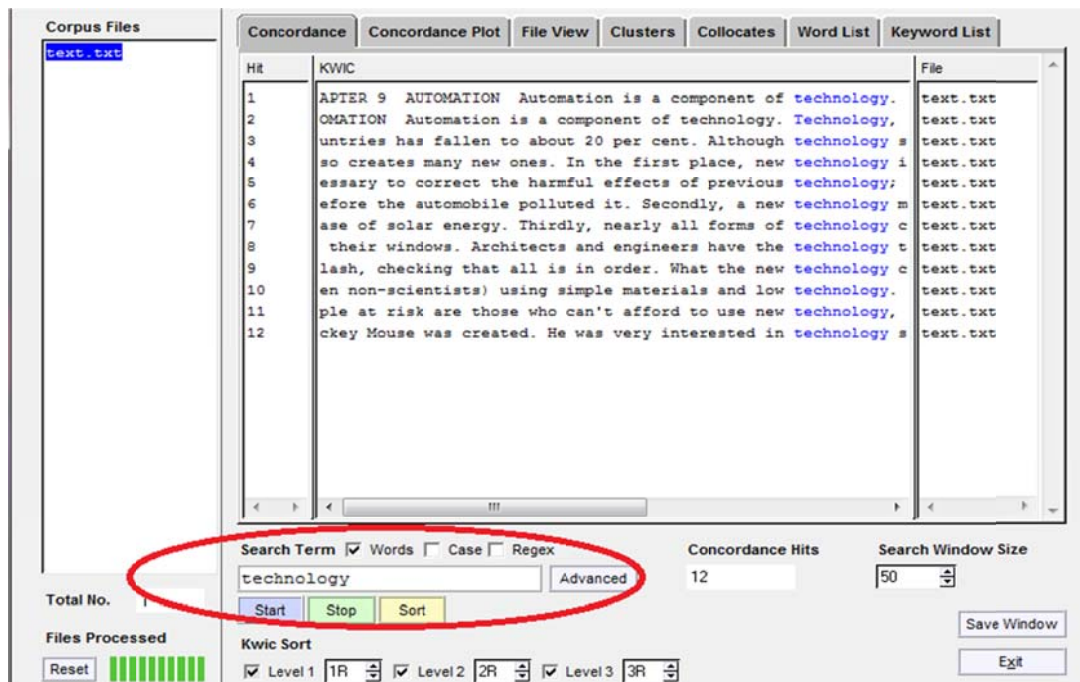 Corpus Files
text.txt
Concordance Concordance Plot File View Clusters Collocates Word List Keyword List
Hit KWIC File
1 APTER 9 AUTOMATION Automation is a component of technology. text.txt
2 OMATION Automation is a component of technology. Technology, text.txt
3 untries has fallen to about 20 per cent. Although technology s text.txt
4 so creates many new ones. In the first place, new technology i text.txt
5 essary to correct the harmful effects of previous technology; text.txt
6 efore the automobile polluted it. Secondly, a new technology m text.txt
7 ase of solar energy. Thirdly, nearly all forms of technology c text.txt
8 their windows. Architects and engineers have the technology t text.txt
9 lash, checking that all is in order. What the new technology c text.txt
10 en non-scientists) using simple materials and low technology. text.txt
11 ple at risk are those who can't afford to use new technology, text.txt
12 ckey Mouse was created. He was very interested in technology s text.txt
Search Term Words Case Regex Concordance Hits Search Window Size
technology Advanced 12 50
Total No. 1
Start Stop Sort
Files Processed
Save Window
Kwic Sort
Reset Level 1 1R Level 2 2R Level 3 3R Exit